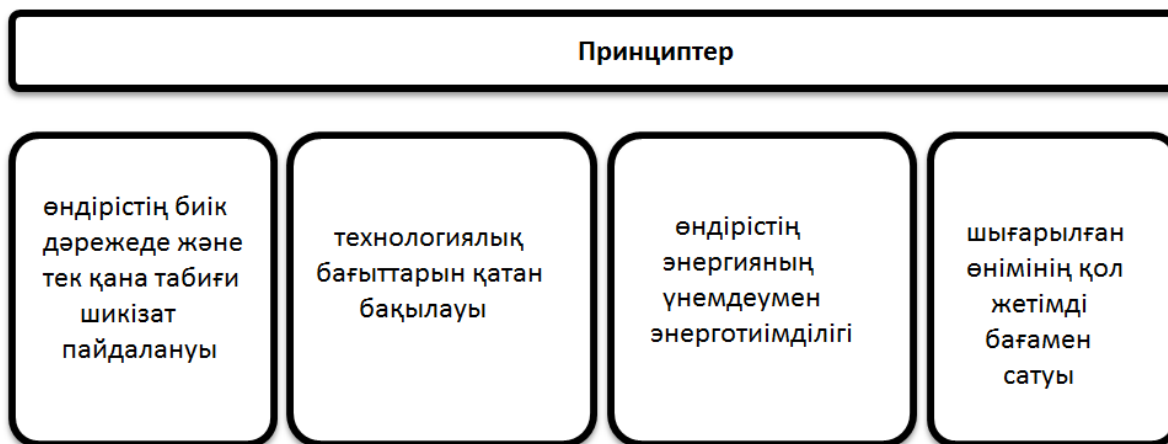 Принциптер
өндірістің биік
дәрежеде және
тек қана табиғи
шикізат
пайдалануы
технологиялық
бағыттарын қатан
бақылауы
өндірістің
энергияның
үнемдеумен
энерготиімділігі
шығарылған
өнімінің қол
жетімді
бағамен
сатуы